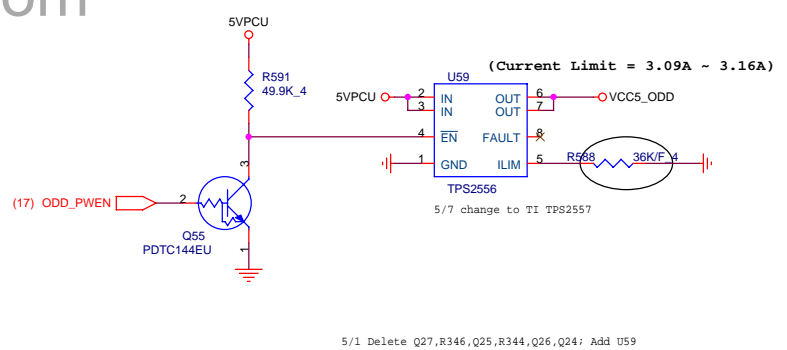 om
5VPCU
R591
49.9K_4
U59
(Current Limit = 3.09A ~ 3.16A)
5VPCU
2
3
IN
IN
OUT
OUT
6
7
VCC5_ODD
4
EN
FAULT
8
1
GND
ILIM
5
R588
36K/F_4
TPS2556
5/7 change to TI TPS2557
3
(17)
ODD_PWEN
2
Q55
PDTC144EU
1
5/1 Delete Q27,R346,Q25,R344,Q26,Q24; Add U59